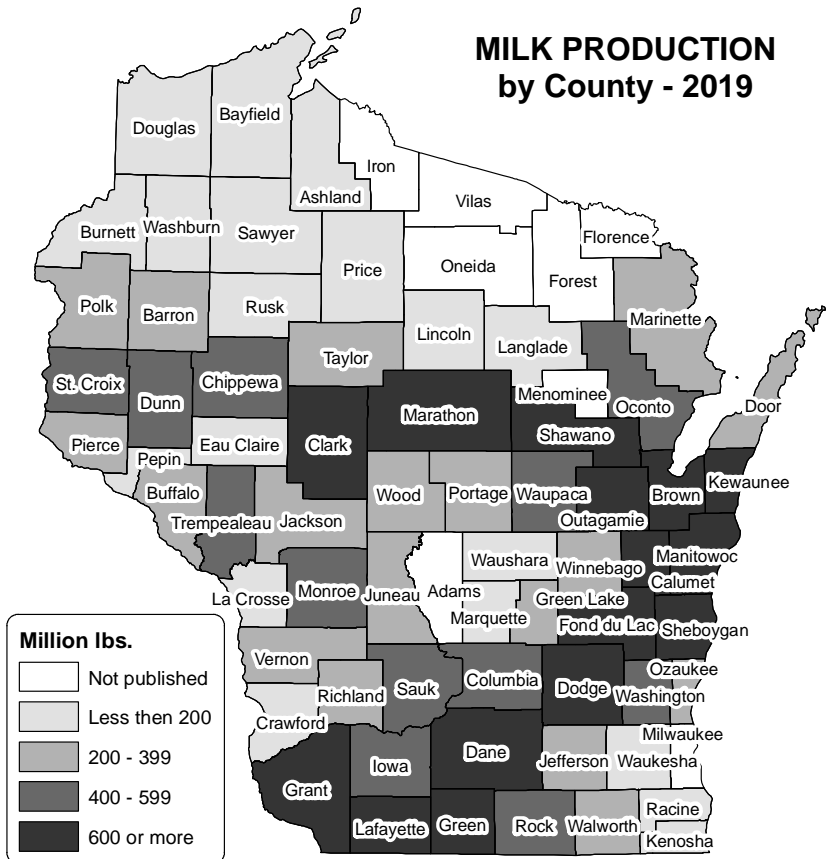 MILK PRODUCTION
by County - 2019
Douglas
Bayfield
Ashland
Iron
Vilas
Burnett
Washburn
Sawyer
Price
Oneida
Forest
Florence
Polk
Barron
Rusk
Lincoln
Langlade
Marinette
Taylor
St. Croix
Dunn
Chippewa
Marathon
Menominee
Oconto
Door
Shawano
Pierce
Pepin
Eau Claire
Clark
Buffalo
Trempealeau
Jackson
Wood
Portage
Waupaca
Outagamie
Brown
Kewaunee
La Crosse
Monroe
Juneau
Adams
Waushara
Marquette
Winnebago
Green Lake
Calumet
Manitowoc
Fond du Lac
Sheboygan
Vernon
Richland
Sauk
Columbia
Dodge
Washington
Ozaukee
Crawford
Grant
Iowa
Dane
Jefferson
Waukesha
Milwaukee
Lafayette
Green
Rock
Walworth
Racine
Kenosha
Million lbs.
Not published
Less then 200
200 - 399
400 - 599
600 or more